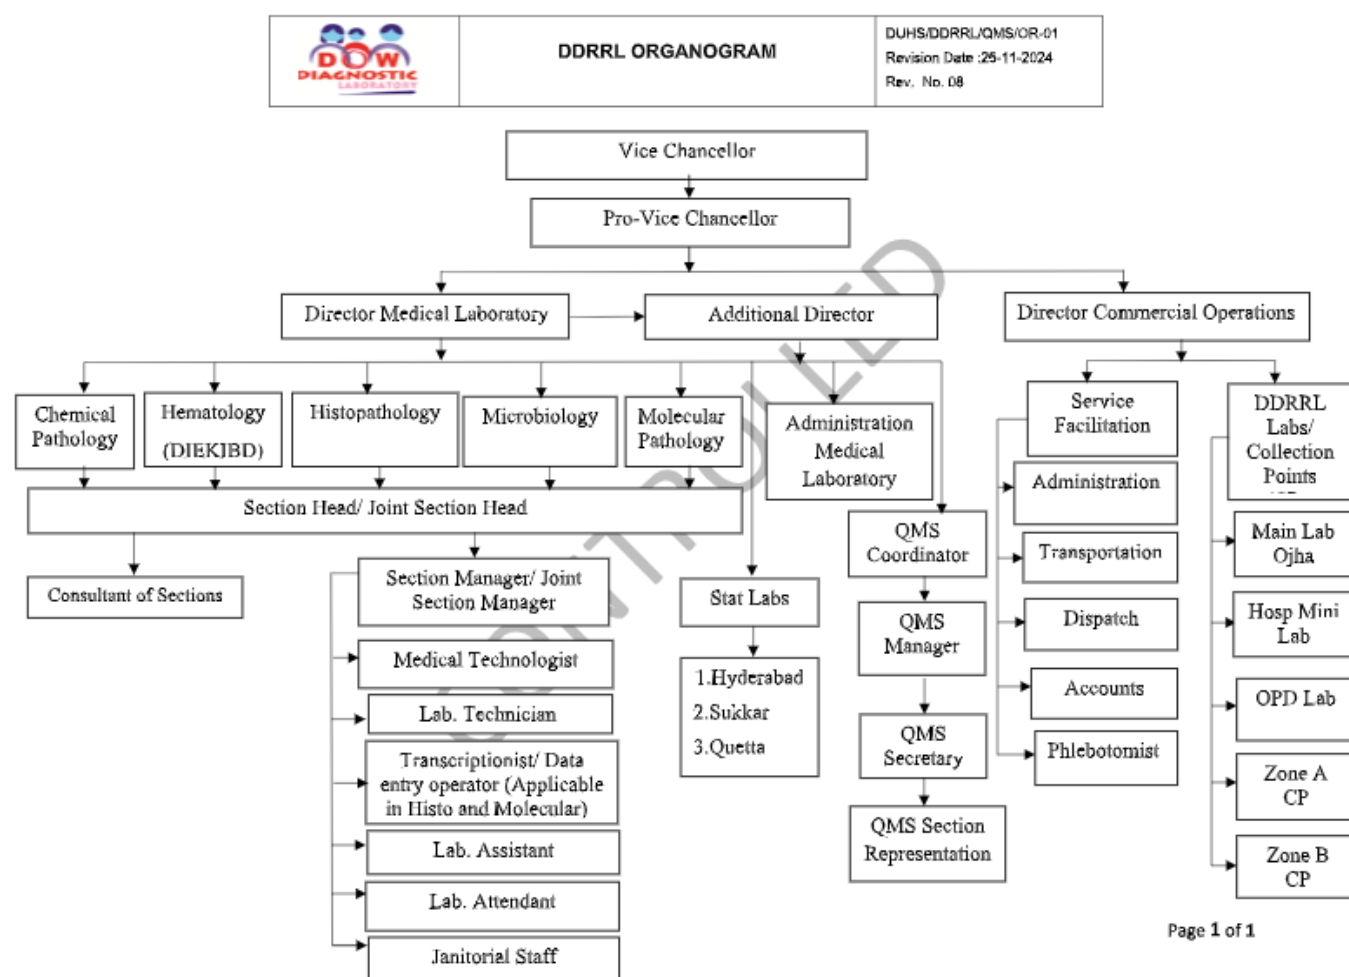 DOW
DIAGNOSTIC
LABORATORY
DDRRL ORGANOGRAM
DUHS/DDRRL/QMS/OR-01
Revision Date :25-11-2024
Rev. No. 08
Vice Chancellor
Pro-Vice Chancellor
Director Medical Laboratory
Additional Director
Director Commercial Operations
Chemical
Pathology
Hematology
(DIEKJBD)
Histopathology
Microbiology
Molecular
Pathology
Administration
Medical
Laboratory
Service
Facilitation
DDRRL
Labs/
Collection
Points
Section Head/ Joint Section Head
Consultant of Sections
Section Manager/ Joint
Section Manager
Medical Technologist
Lab. Technician
Transcriptionist/ Data
entry operator (Applicable
in Histo and Molecular)
Lab. Assistant
Lab. Attendant
Janitorial Staff
Stat Labs
1.Hyderabad
2.Sukkar
3.Quetta
QMS
Coordinator
QMS
Manager
QMS
Secretary
QMS Section
Representation
Administration
Transportation
Dispatch
Accounts
Phlebotomist
Main Lab
Ojha
Hosp Mini
Lab
OPD Lab
Zone A
CP
Zone B
CP
CONTROLLED
Page 1 of 1